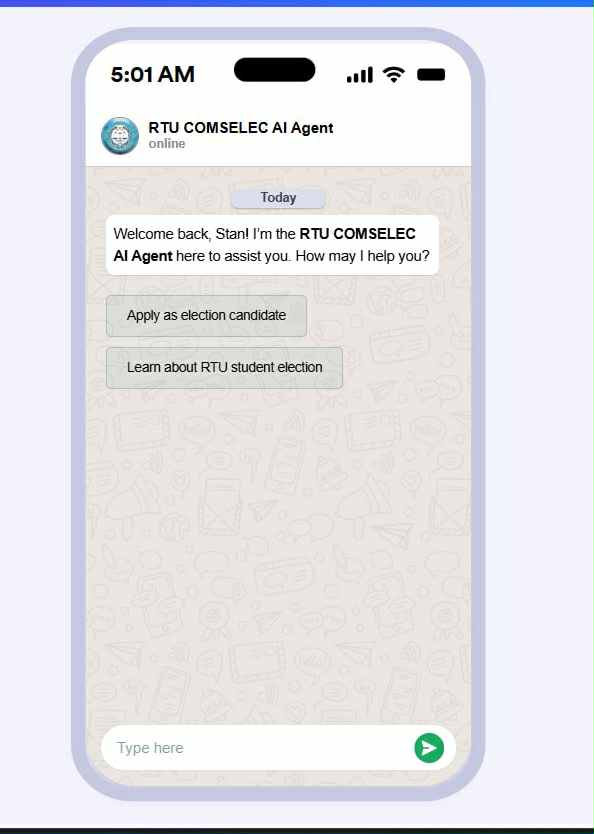 5:01 AM
RTU COMSELEC AI Agent
online
Today
Welcome back, Stan! I'm the RTU COMSELEC
AI Agent here to assist you. How may I help you?
Apply as election candidate
Learn about RTU student election
Type here